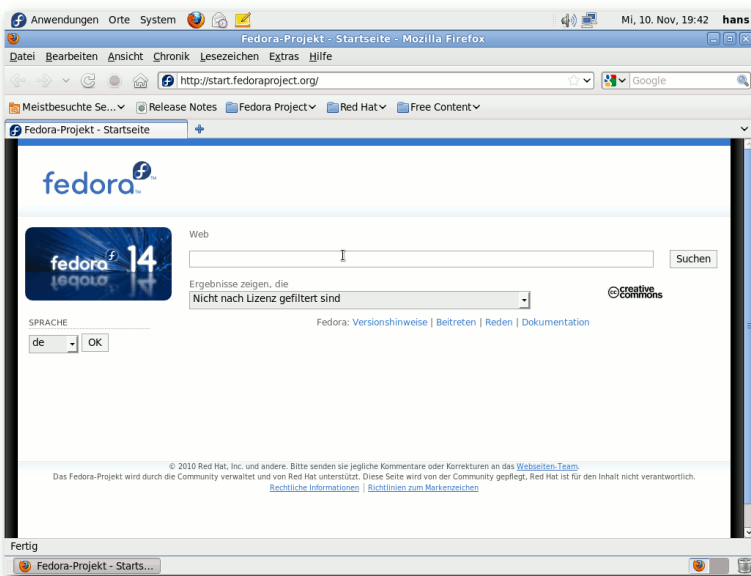 Anwendungen Orte System Mi, 10. Nov, 19:42 hans
Fedora-Projekt - Startseite - Mozilla Firefox
Datei Bearbeiten Ansicht Chronik Lesezeichen Extras Hilfe
http://start.fedoraproject.org/ Google
Meistbesuchte Se... Release Notes Fedora Project Red Hat Free Content
Fedora-Projekt - Startseite
fedora
Web
fedora 14
Suchen
Ergebnisse zeigen, die
Nicht nach Lizenz gefiltert sind
creative commons
SPRACHE
Fedora: Versionshinweise | Beitreten | Reden | Dokumentation
de OK
© 2010 Red Hat, Inc. und andere. Bitte senden sie jegliche Kommentare oder Korrekturen an das Webseiten-Team.
Das Fedora-Projekt wird durch die Community verwaltet und von Red Hat unterstützt. Diese Seite wird von der Community gepflegt, Red Hat ist für den Inhalt nicht verantwortlich.
Rechtliche Informationen | Richtlinien zum Markenzeichen
Fertig
Fedora-Projekt - Starts...